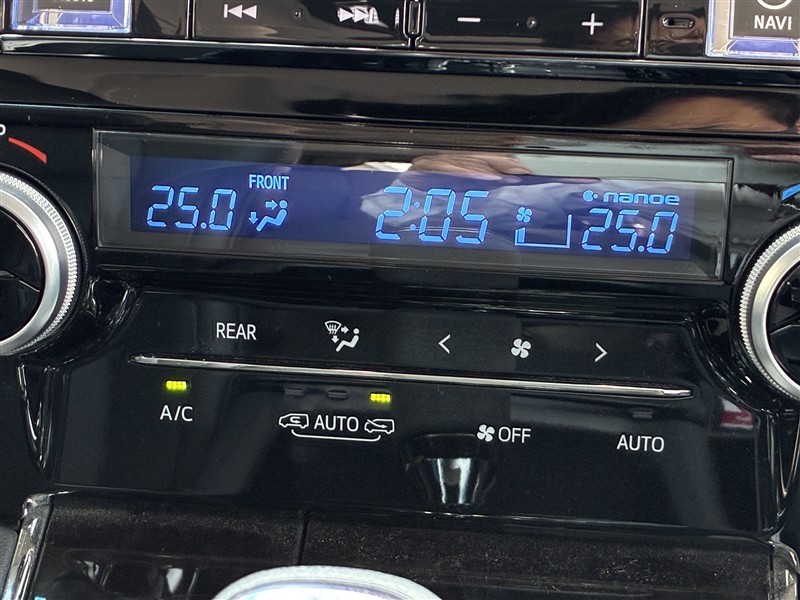 NAVI
FRONT
nanoe
25.0 2:05 25.0
REAR
A/C AUTO OFF AUTO